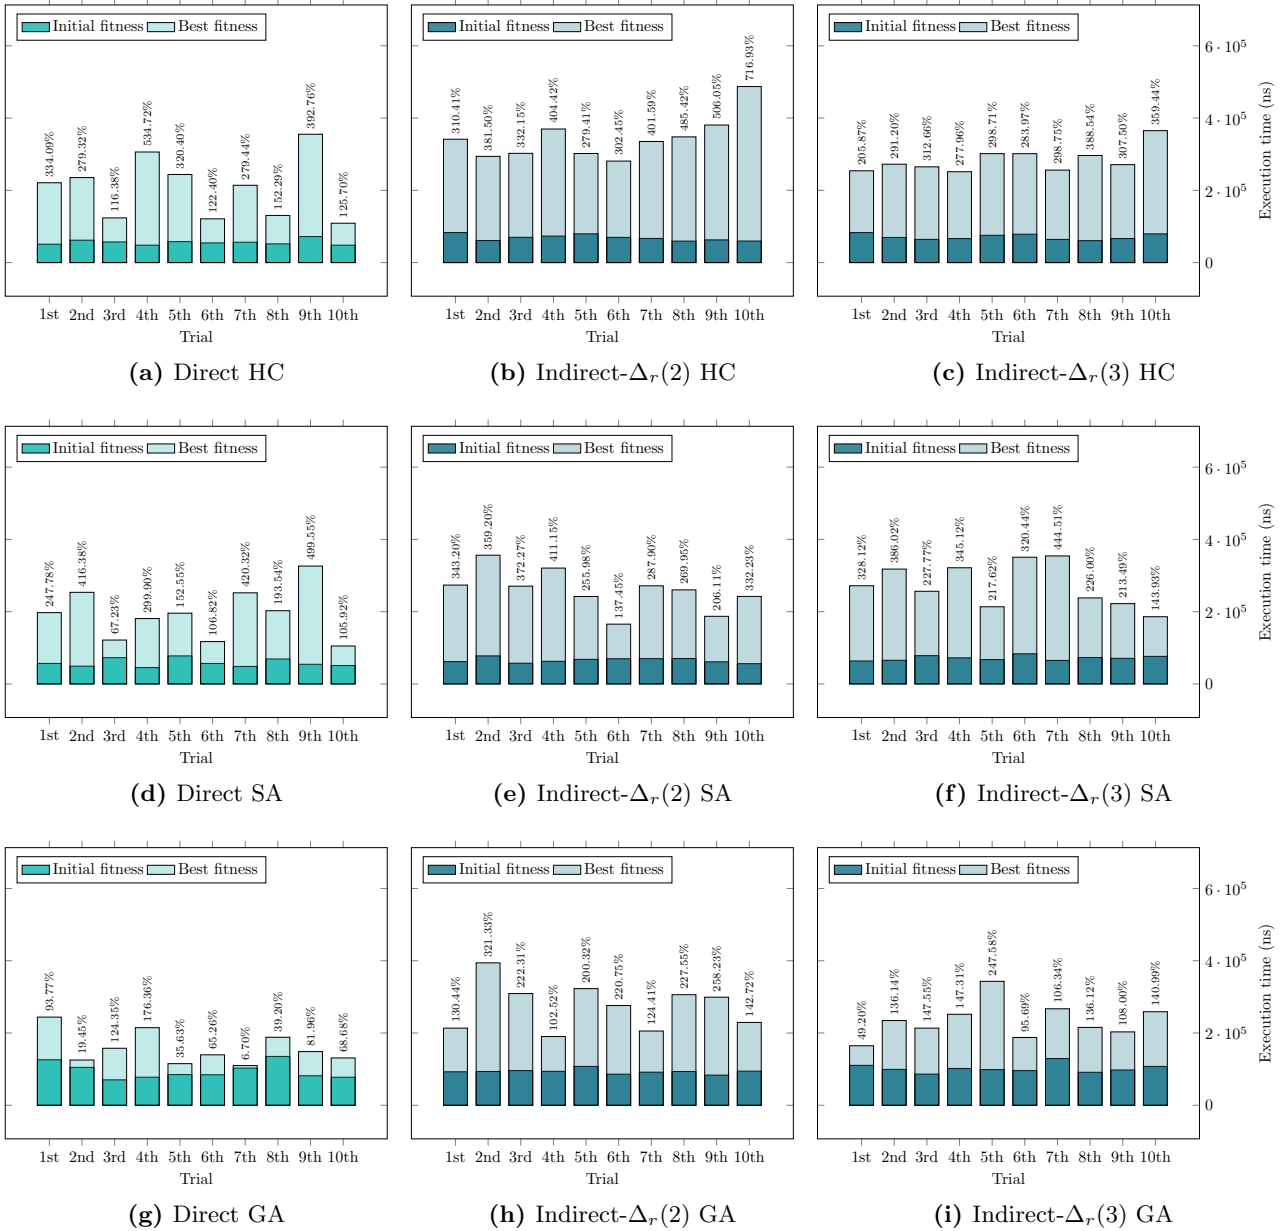 Initial fitness Best fitness
334.09% 279.32% 116.38% 534.72% 320.40% 122.40% 279.44% 152.29% 392.76% 125.70%
1st 2nd 3rd 4th 5th 6th 7th 8th 9th 10th
Trial
(a) Direct HC
Initial fitness Best fitness
310.41% 381.50% 332.15% 404.42% 279.41% 302.45% 401.59% 485.42% 506.05% 716.93%
1st 2nd 3rd 4th 5th 6th 7th 8th 9th 10th
Trial
(b) Indirect-Δr(2) HC
Initial fitness Best fitness
205.87% 291.20% 312.66% 277.96% 298.71% 283.97% 298.75% 388.54% 307.50% 359.44%
6 · 10^5
4 · 10^5
2 · 10^5
0
Execution time (ns)
1st 2nd 3rd 4th 5th 6th 7th 8th 9th 10th
Trial
(c) Indirect-Δr(3) HC
Initial fitness Best fitness
247.78% 416.38% 67.23% 299.90% 152.55% 106.82% 420.32% 193.54% 499.55% 105.92%
1st 2nd 3rd 4th 5th 6th 7th 8th 9th 10th
Trial
(d) Direct SA
Initial fitness Best fitness
343.20% 359.20% 372.27% 411.15% 255.98% 137.45% 287.90% 269.95% 206.11% 332.23%
1st 2nd 3rd 4th 5th 6th 7th 8th 9th 10th
Trial
(e) Indirect-Δr(2) SA
Initial fitness Best fitness
328.12% 386.02% 227.77% 345.12% 217.62% 320.44% 444.51% 226.00% 213.49% 143.93%
6 · 10^5
4 · 10^5
2 · 10^5
0
Execution time (ns)
1st 2nd 3rd 4th 5th 6th 7th 8th 9th 10th
Trial
(f) Indirect-Δr(3) SA
Initial fitness Best fitness
93.77% 19.45% 124.35% 176.36% 35.63% 65.26% 6.70% 39.20% 81.96% 68.68%
1st 2nd 3rd 4th 5th 6th 7th 8th 9th 10th
Trial
(g) Direct GA
Initial fitness Best fitness
130.44% 321.33% 222.31% 102.52% 200.32% 220.75% 124.41% 227.55% 258.23% 142.72%
1st 2nd 3rd 4th 5th 6th 7th 8th 9th 10th
Trial
(h) Indirect-Δr(2) GA
Initial fitness Best fitness
49.20% 136.14% 147.55% 147.31% 247.58% 95.69% 106.34% 136.12% 108.00% 140.99%
6 · 10^5
4 · 10^5
2 · 10^5
0
Execution time (ns)
1st 2nd 3rd 4th 5th 6th 7th 8th 9th 10th
Trial
(i) Indirect-Δr(3) GA